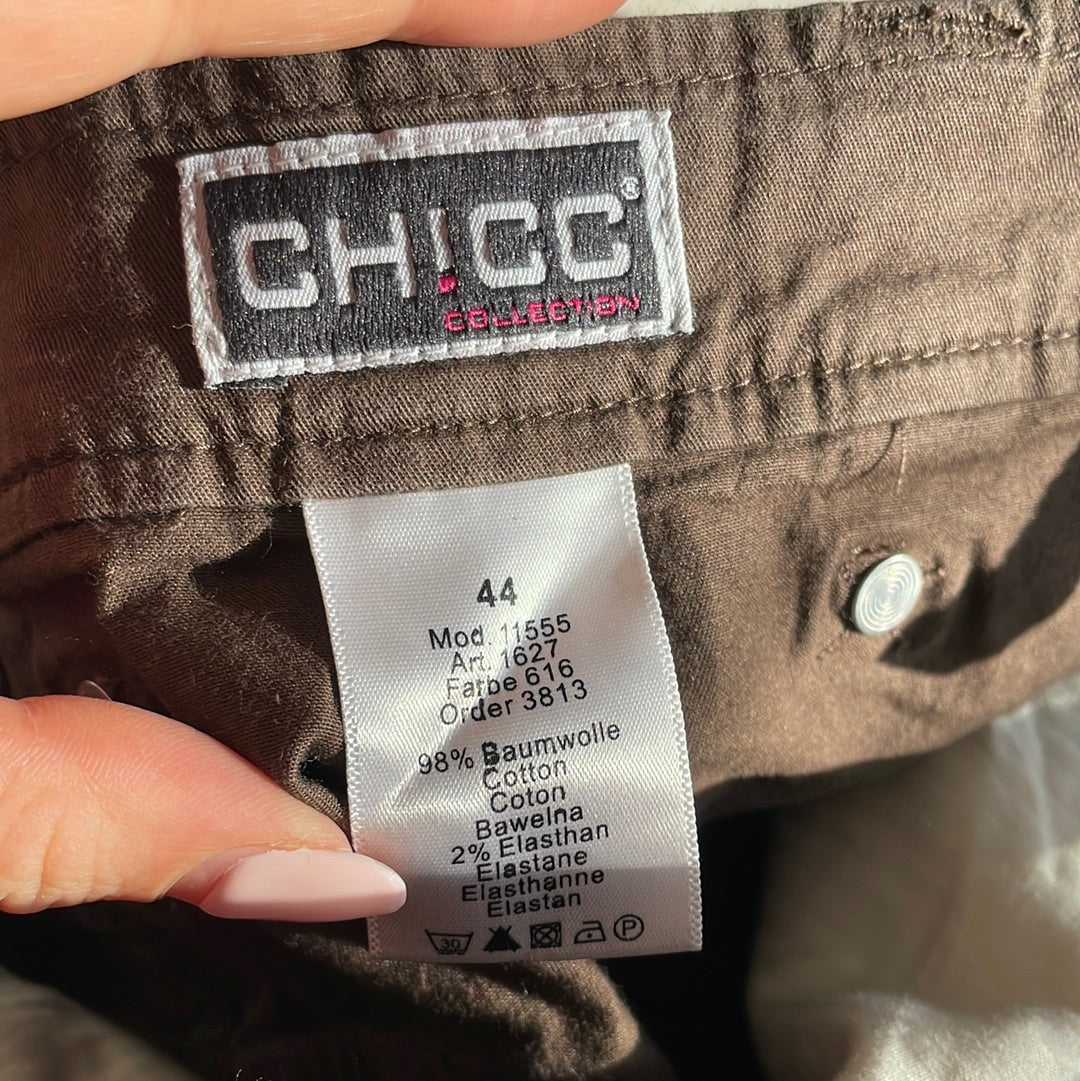 CH!CC®
COLLECTION
44
Mod. 11555
Art. 1627
Farbe 616
Order 3813
98% Baumwolle
Cotton
Coton
Bawelna
2% Elasthan
Elastane
Elasthanne
Elastan
30
P